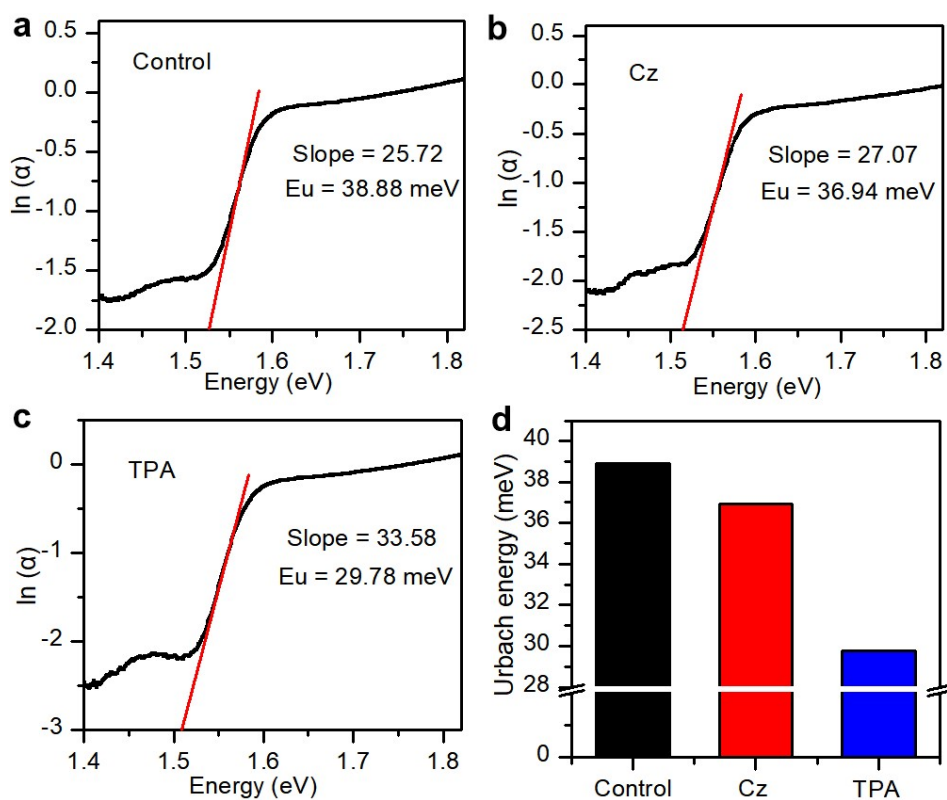 a
Control
Slope = 25.72
Eu = 38.88 meV
ln (α)
0.5
0.0
-0.5
-1.0
-1.5
-2.0
1.4 1.5 1.6 1.7 1.8
Energy (eV)
b
Cz
Slope = 27.07
Eu = 36.94 meV
ln (α)
0.5
0.0
-0.5
-1.0
-1.5
-2.0
-2.5
1.4 1.5 1.6 1.7 1.8
Energy (eV)
c
TPA
Slope = 33.58
Eu = 29.78 meV
ln (α)
0
-1
-2
-3
1.4 1.5 1.6 1.7 1.8
Energy (eV)
d
Urbach energy (meV)
40
38
36
34
32
30
28
0
Control Cz TPA